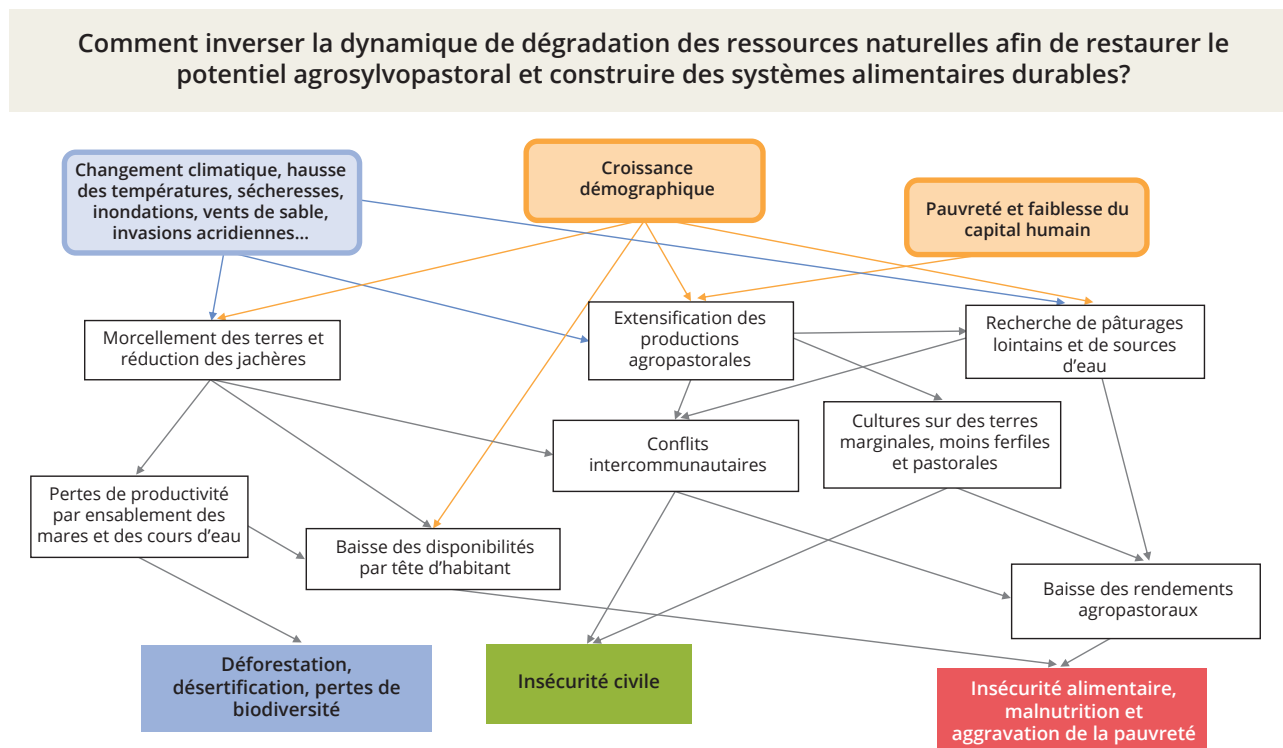 Comment inverser la dynamique de dégradation des ressources naturelles afin de restaurer le
potentiel agrosylvopastoral et construire des systèmes alimentaires durables?
Changement climatique, hausse
des températures, sécheresses,
inondations, vents de sable,
invasions acridiennes...
Croissance
démographique
Pauvreté et faiblesse du
capital humain
Morcellement des terres et
réduction des jachères
Extensification des
productions
agropastorales
Recherche de pâturages
lointains et de sources
d'eau
Conflits
intercommunautaires
Cultures sur des terres
marginales, moins ferfiles
et pastorales
Pertes de productivité
par ensablement des
mares et des cours d'eau
Baisse des disponibilités
par tête d'habitant
Baisse des rendements
agropastoraux
Déforestation,
désertification, pertes de
biodiversité
Insécurité civile
Insécurité alimentaire,
malnutrition et
aggravation de la pauvreté